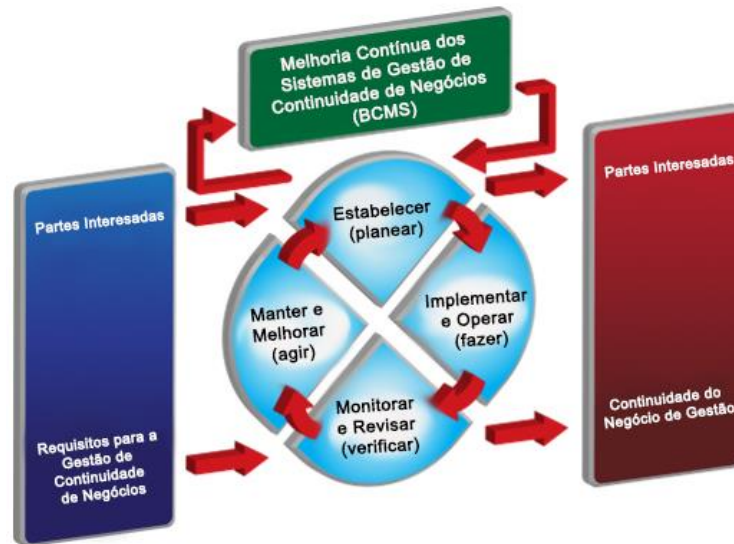 Melhoria Contínua dos
Sistemas de Gestão de
Continuidade de Negócios
(BCMS)
Partes Interesadas
Requisitos para a
Gestão de
Continuidade
de Negócios
Estabelecer
(planear)
Implementar
e Operar
(fazer)
Monitorar
e Revisar
(verificar)
Manter e
Melhorar
(agir)
Partes Interesadas
Continuidade do
Negócio de Gestão